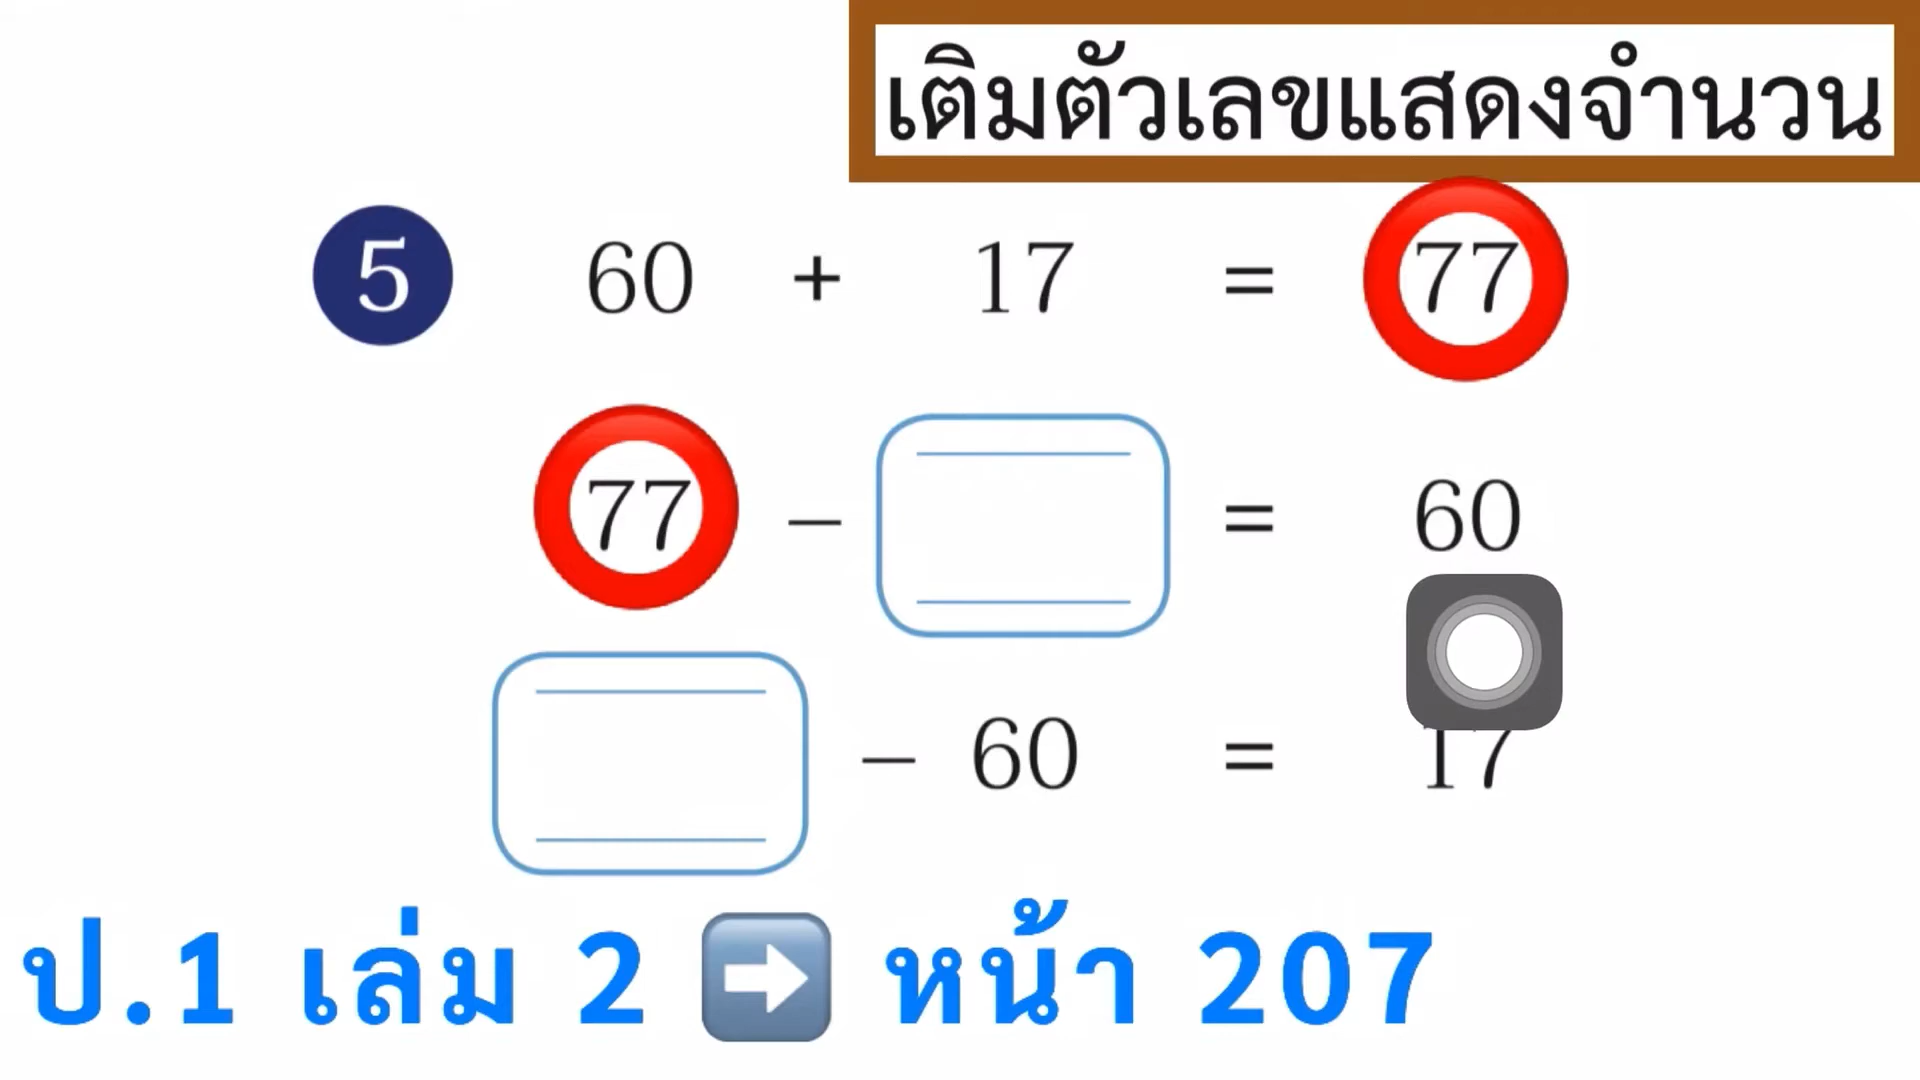 เติมตัวเลขแสดงจำนวน
5 60 + 17 = 77
77 – = 60
– 60 = 17
ป.1 เล่ม 2 ➡ หน้า 207